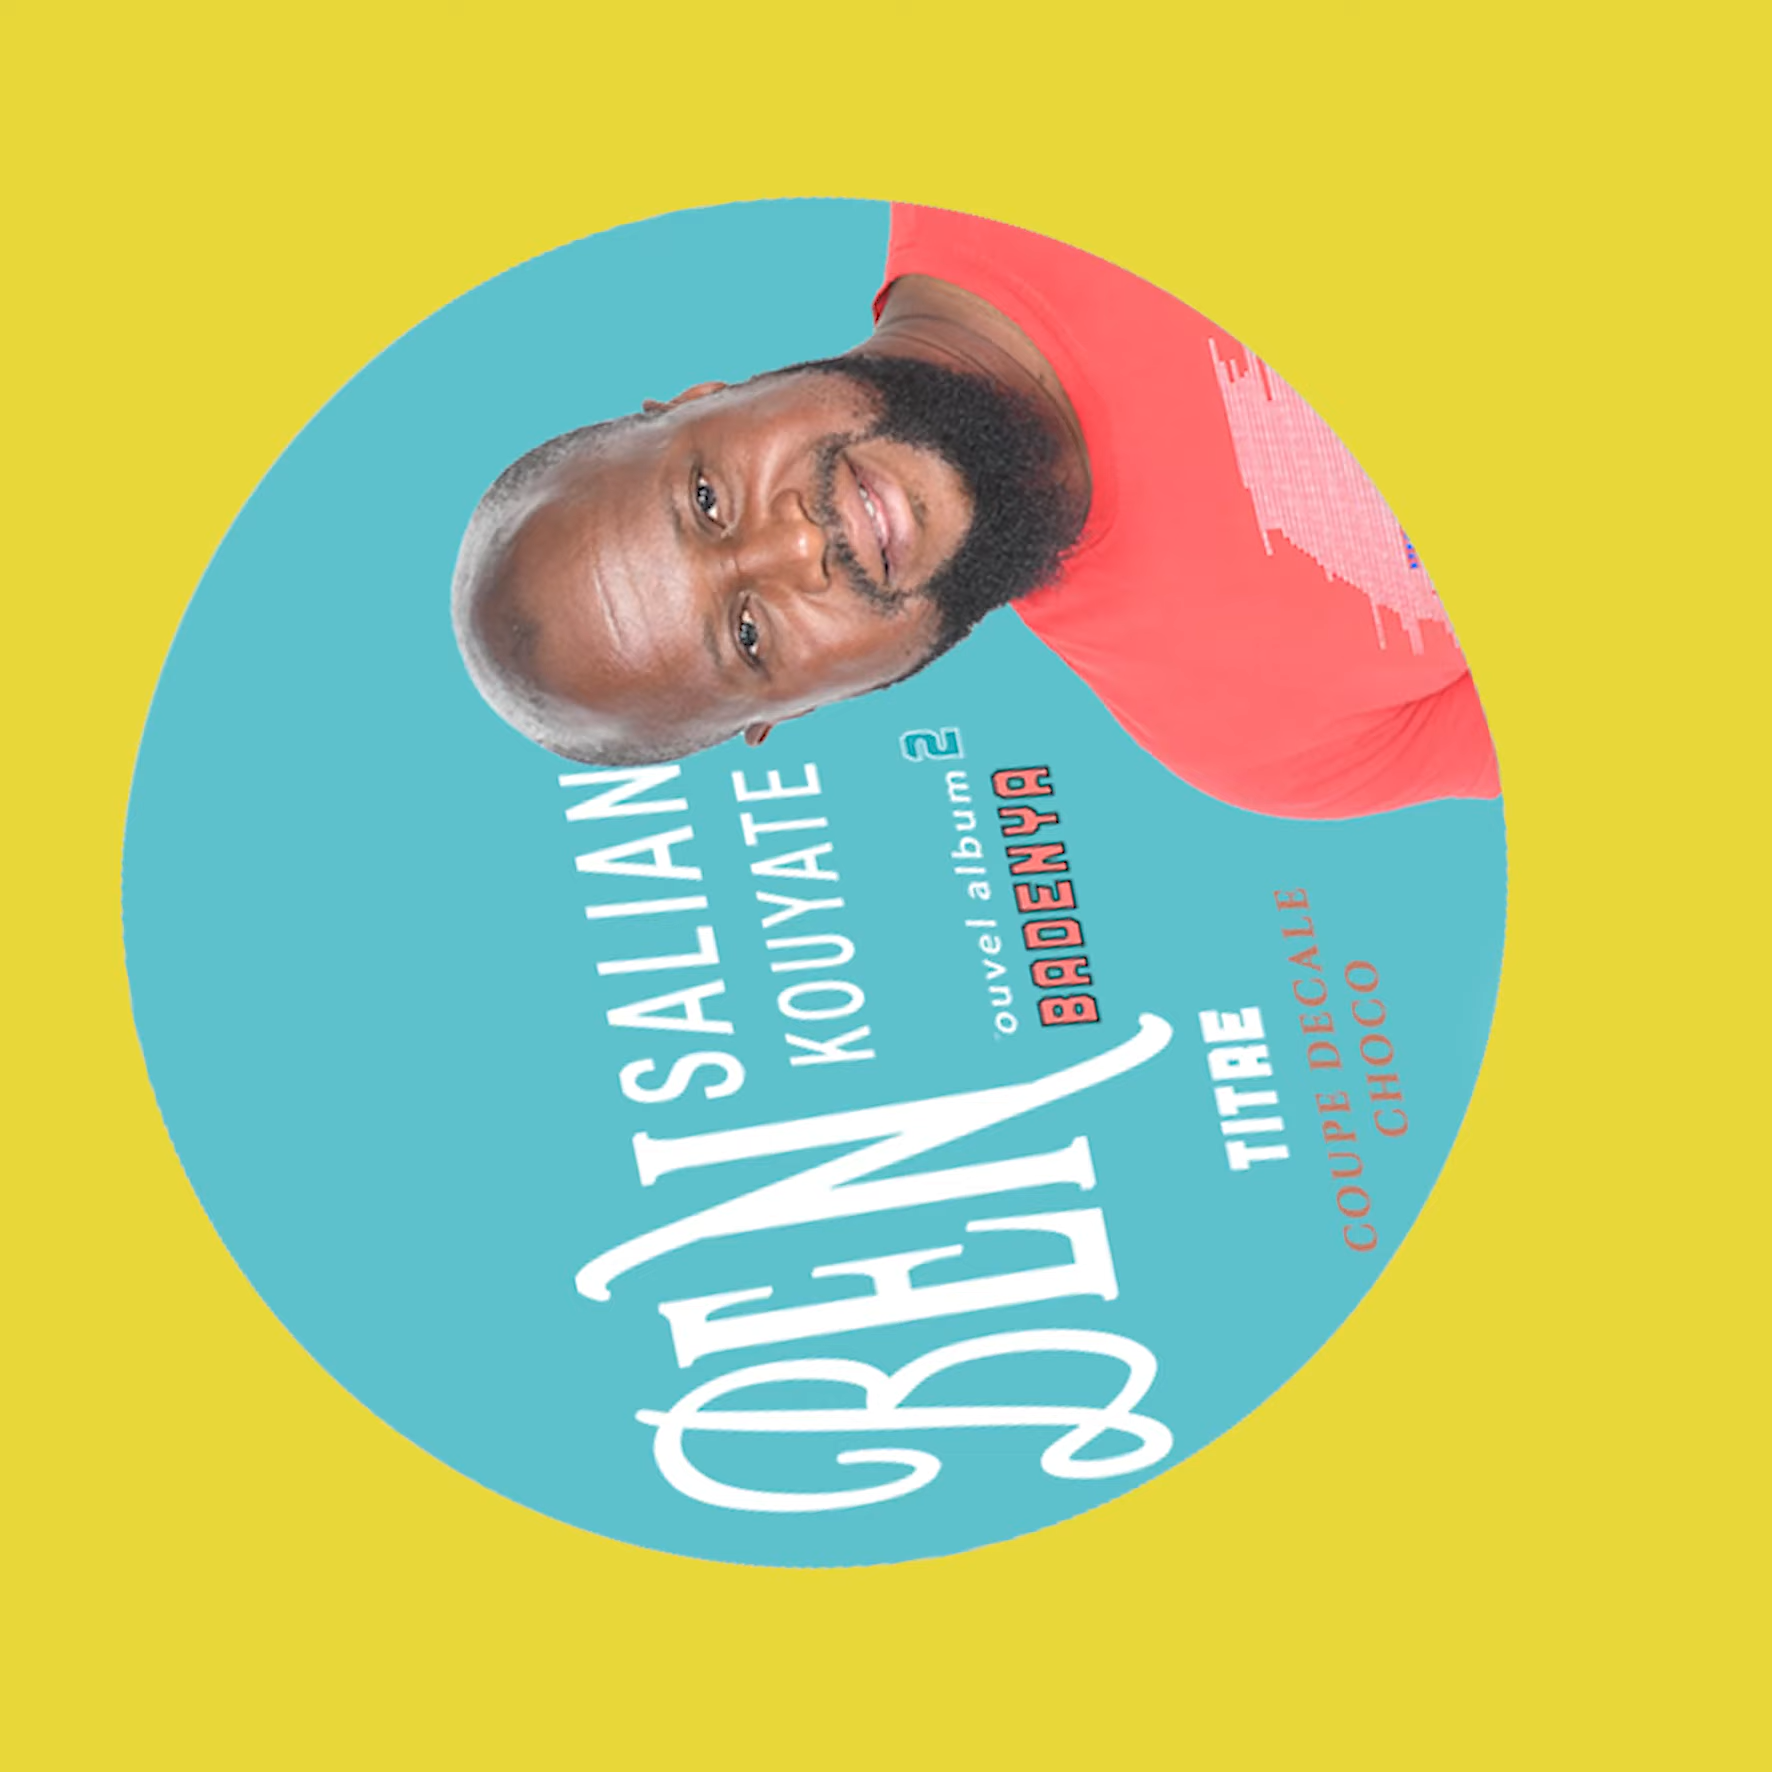 BEN
SALIAN
KOUYATE
ouvel album 2
BADENYA
TITRE
COUPE DECALE
CHOCO